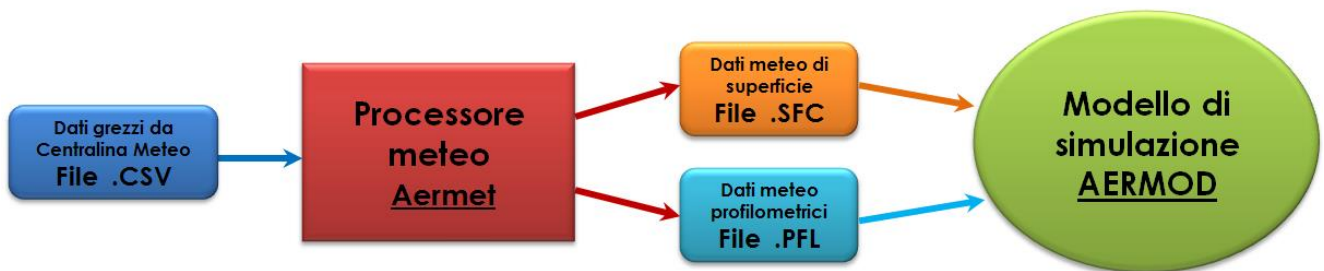 Dati grezzi da
Centralina Meteo
File .CSV
Processore
meteo
Aermet
Dati meteo di
superficie
File .SFC
Dati meteo
profilometrici
File .PFL
Modello di
simulazione
AERMOD